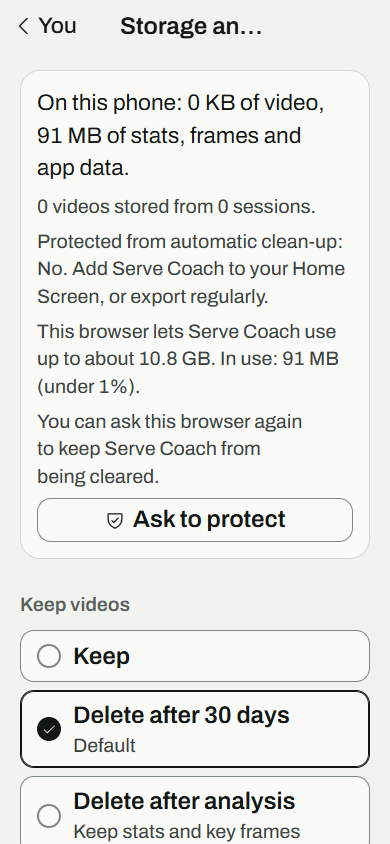 You
Storage an…
On this phone: 0 KB of video,
91 MB of stats, frames and
app data.
0 videos stored from 0 sessions.
Protected from automatic clean-up:
No. Add Serve Coach to your Home
Screen, or export regularly.
This browser lets Serve Coach use
up to about 10.8 GB. In use: 91 MB
(under 1%).
You can ask this browser again
to keep Serve Coach from
being cleared.
Ask to protect
Keep videos
Keep
Delete after 30 days
Default
Delete after analysis
Keep stats and key frames